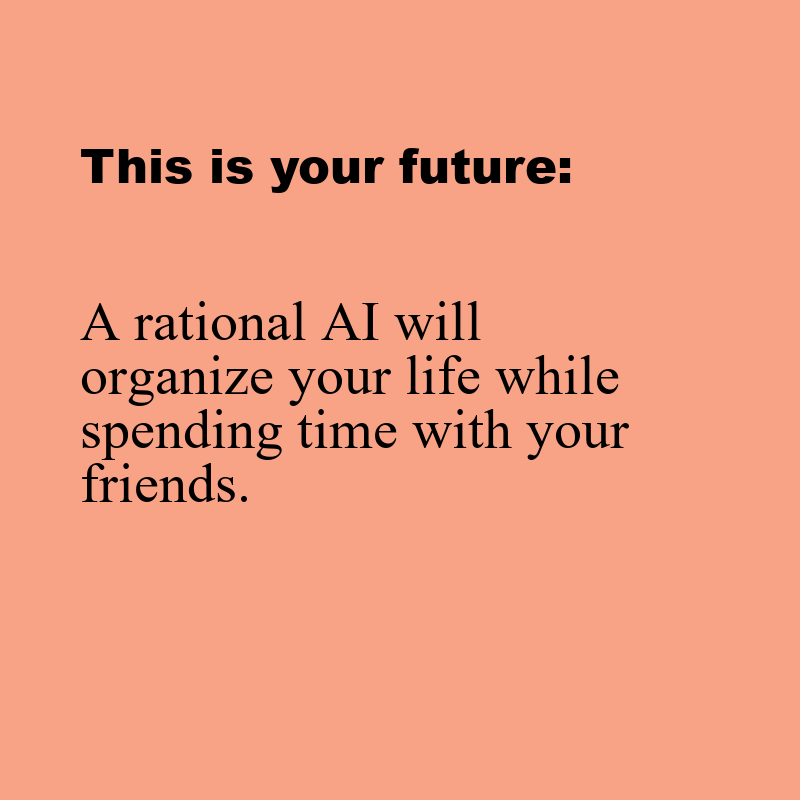 This is your future:
A rational AI will
organize your life while
spending time with your
friends.